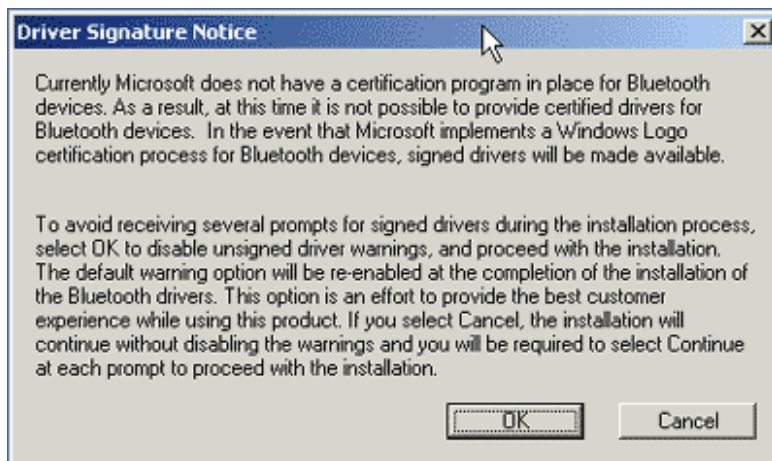 Driver Signature Notice
Currently Microsoft does not have a certification program in place for Bluetooth
devices. As a result, at this time it is not possible to provide certified drivers for
Bluetooth devices.  In the event that Microsoft implements a Windows Logo
certification process for Bluetooth devices, signed drivers will be made available.
To avoid receiving several prompts for signed drivers during the installation process,
select OK to disable unsigned driver warnings, and proceed with the installation.
The default warning option will be re-enabled at the completion of the installation of
the Bluetooth drivers. This option is an effort to provide the best customer
experience while using this product. If you select Cancel, the installation will
continue without disabling the warnings and you will be required to select Continue
at each prompt to proceed with the installation.
OK Cancel